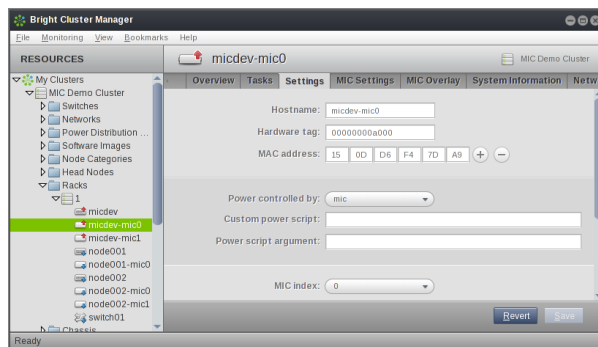 Bright Cluster Manager
File Monitoring View Bookmarks Help
RESOURCES
micdev-mic0
MIC Demo Cluster
My Clusters
MIC Demo Cluster
Switches
Networks
Power Distribution ...
Software Images
Node Categories
Head Nodes
Racks
1
micdev
micdev-mic0
micdev-mic1
node001
node001-mic0
node002
node002-mic0
node002-mic1
switch01
Chassis
Overview Tasks Settings MIC Settings MIC Overlay System Information Netw
Hostname: micdev-mic0
Hardware tag: 00000000a000
MAC address: 15 0D D6 F4 7D A9
Power controlled by: mic
Custom power script:
Power script argument:
MIC index: 0
Revert Save
Ready